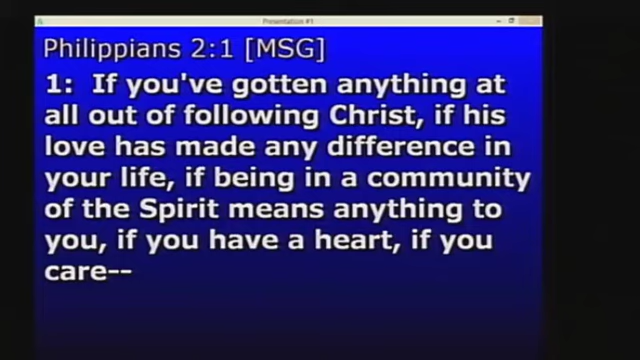 Presentation #1
Philippians 2:1 [MSG]
1: If you've gotten anything at
all out of following Christ, if his
love has made any difference in
your life, if being in a community
of the Spirit means anything to
you, if you have a heart, if you
care--